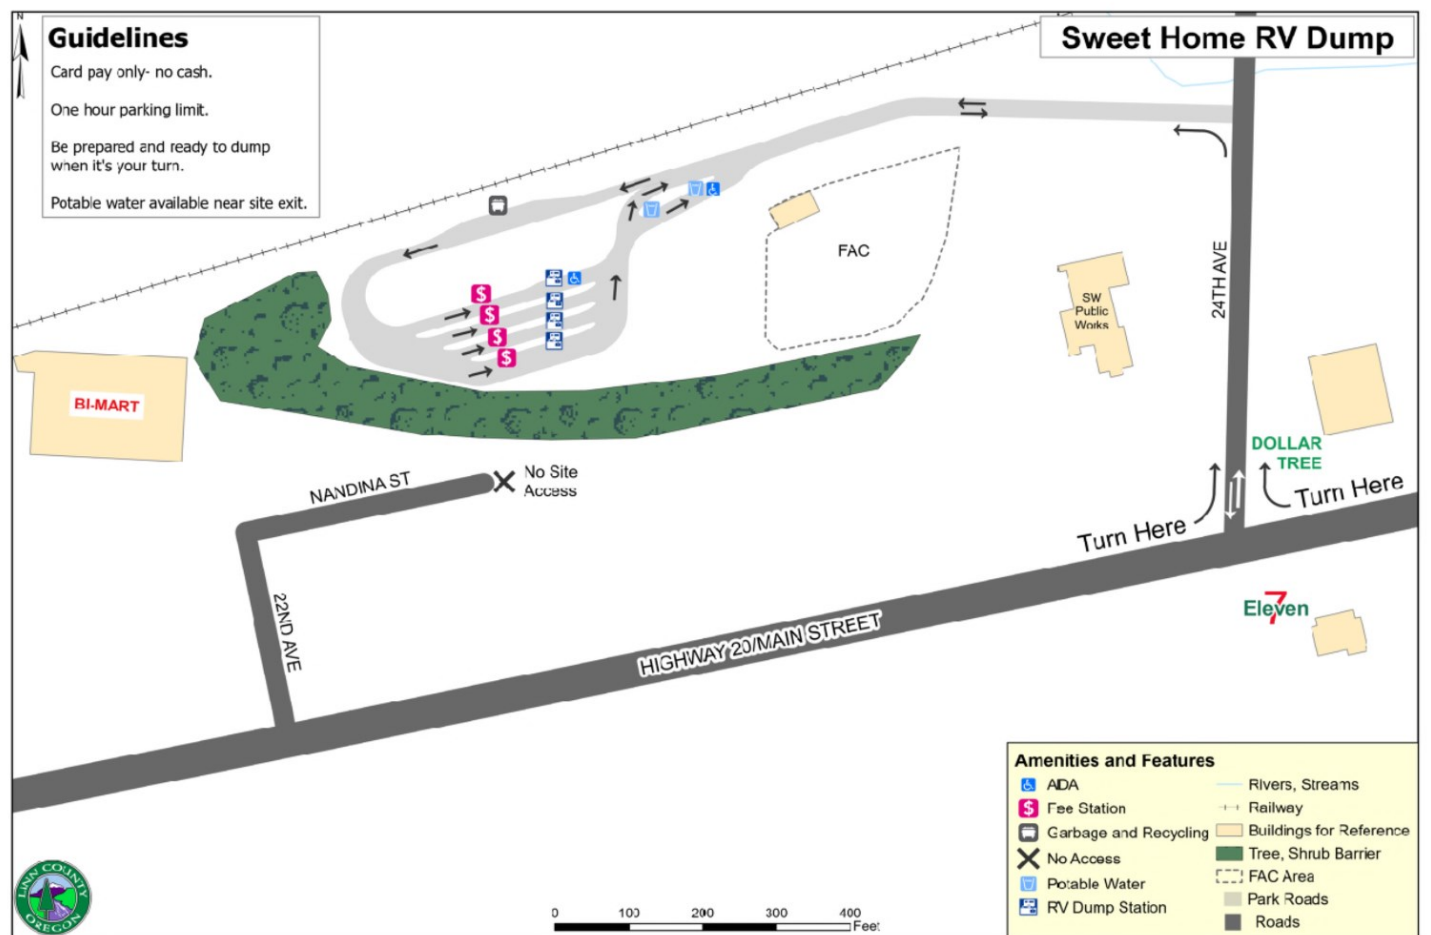 N
Guidelines
Card pay only- no cash.
One hour parking limit.
Be prepared and ready to dump
when it's your turn.
Potable water available near site exit.
Sweet Home RV Dump
FAC
SW
Public
Works
24TH AVE
$
$
$
$
BI-MART
DOLLAR
TREE
NANDINA ST
No Site
Access
Turn Here
Turn Here
22ND AVE
HIGHWAY 20/MAIN STREET
7
Eleven
Amenities and Features
ADA
$ Fee Station
Garbage and Recycling
No Access
Potable Water
RV Dump Station
Rivers, Streams
Railway
Buildings for Reference
Tree, Shrub Barrier
FAC Area
Park Roads
Roads
LINN COUNTY
OREGON
0 100 200 300 400
Feet